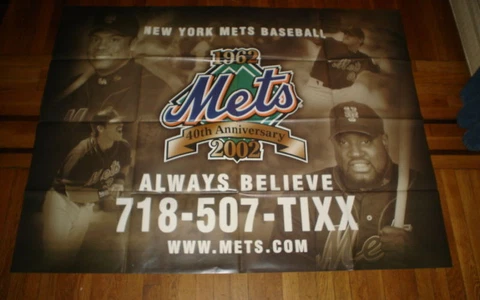 NEW YORK METS BASEBALL
1962
Mets
40th Anniversary
2002
ALWAYS BELIEVE
718-507-TIXX
WWW.METS.COM